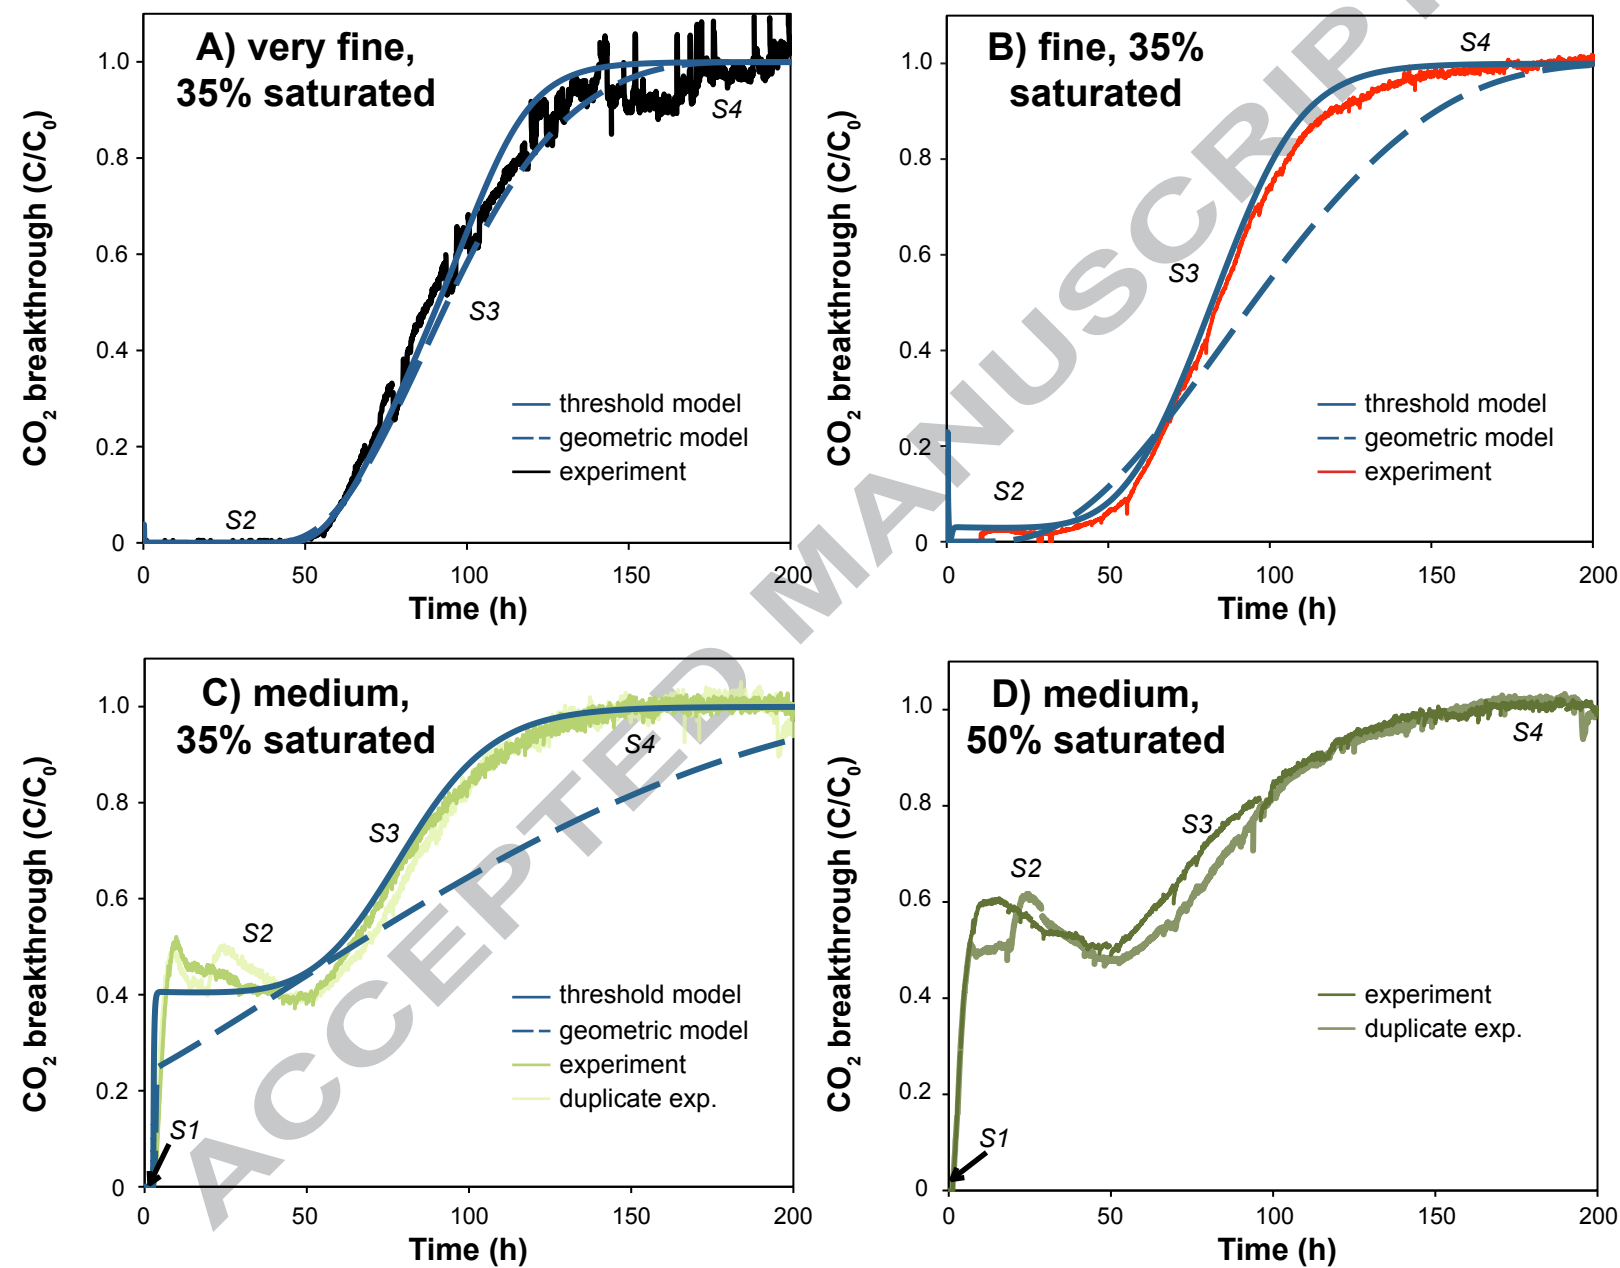 A) very fine,
35% saturated
CO2 breakthrough (C/C0)
1.0
0.8
0.6
0.4
0.2
0
S2
S3
S4
threshold model
geometric model
experiment
0 50 100 150 200
Time (h)
B) fine, 35%
saturated
CO2 breakthrough (C/C0)
1.0
0.8
0.6
0.4
0.2
0
S2
S3
S4
threshold model
geometric model
experiment
0 50 100 150 200
Time (h)
C) medium,
35% saturated
CO2 breakthrough (C/C0)
1.0
0.8
0.6
0.4
0.2
0
S1
S2
S3
S4
threshold model
geometric model
experiment
duplicate exp.
0 50 100 150 200
Time (h)
D) medium,
50% saturated
CO2 breakthrough (C/C0)
1.0
0.8
0.6
0.4
0.2
0
S1
S2
S3
S4
experiment
duplicate exp.
0 50 100 150 200
Time (h)
ACCEPTED MANUSCRIP